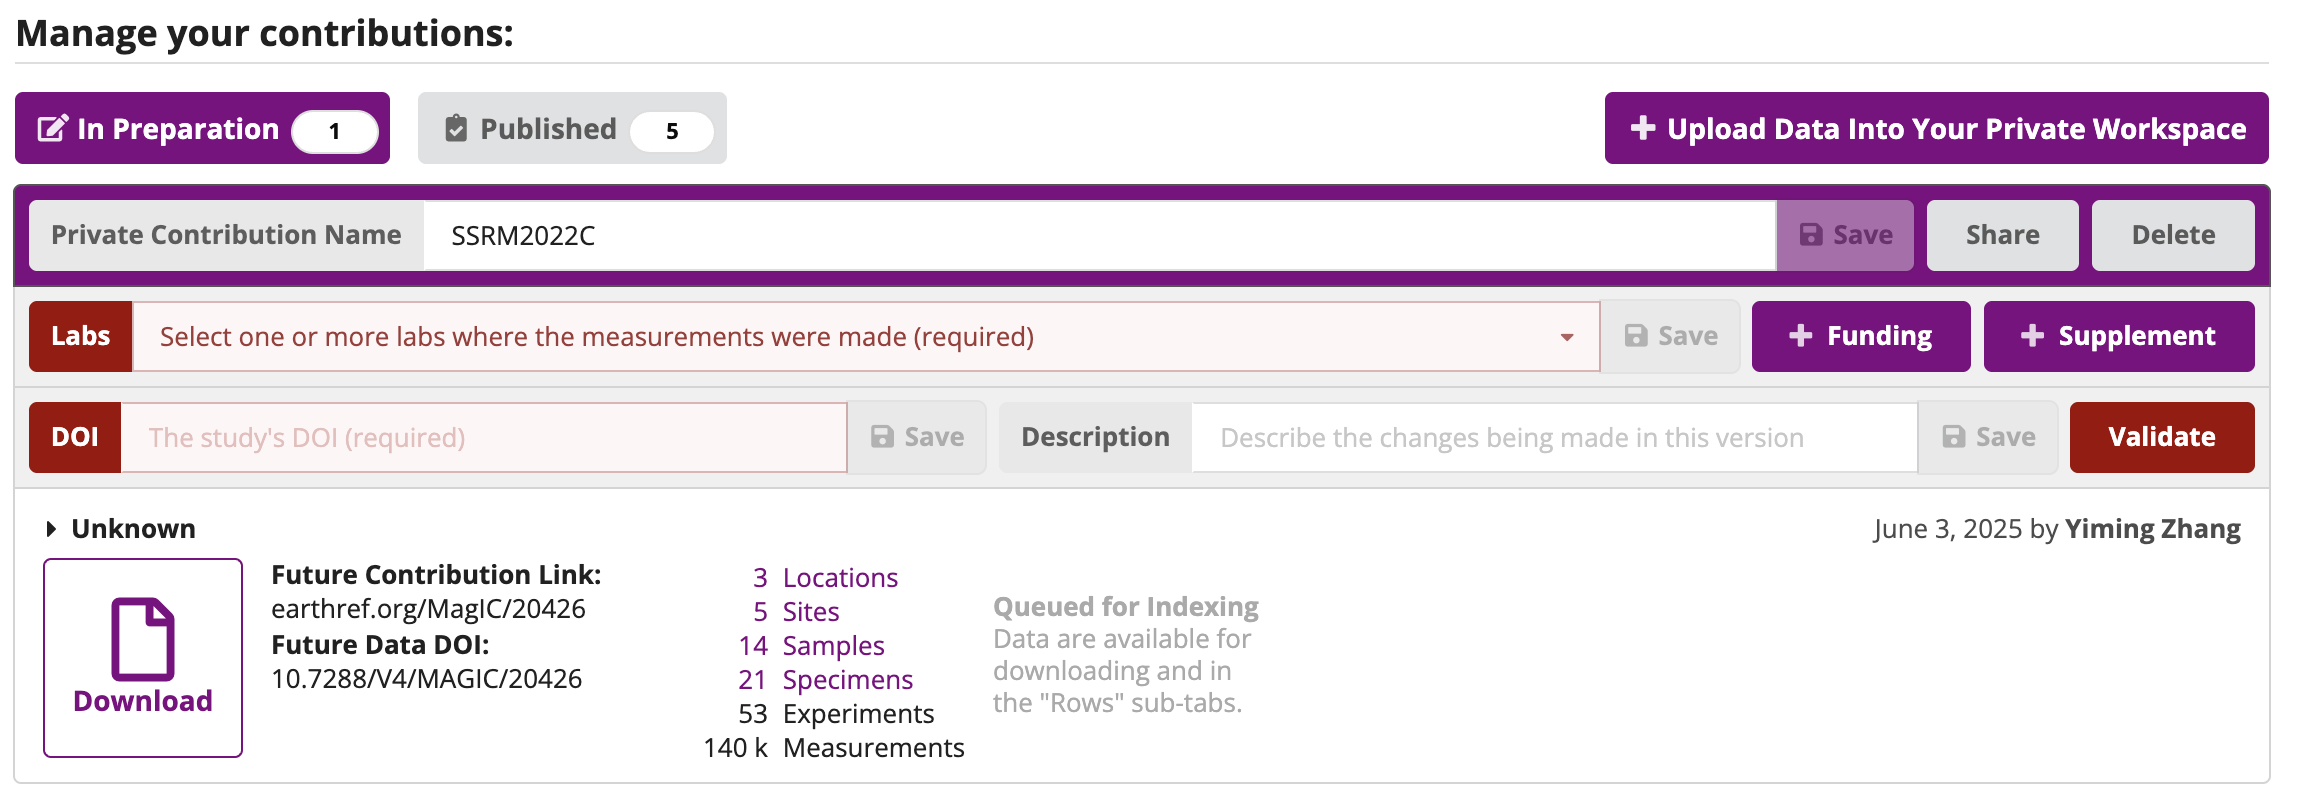 Manage your contributions:
In Preparation 1
Published 5
Upload Data Into Your Private Workspace
Private Contribution Name SSRM2022C Save Share Delete
Labs Select one or more labs where the measurements were made (required) Save Funding Supplement
DOI The study's DOI (required) Save Description Describe the changes being made in this version Save Validate
Unknown
June 3, 2025 by Yiming Zhang
Download
Future Contribution Link:
earthref.org/MagIC/20426
Future Data DOI:
10.7288/V4/MAGIC/20426
3 Locations
5 Sites
14 Samples
21 Specimens
53 Experiments
140 k Measurements
Queued for Indexing
Data are available for
downloading and in
the "Rows" sub-tabs.